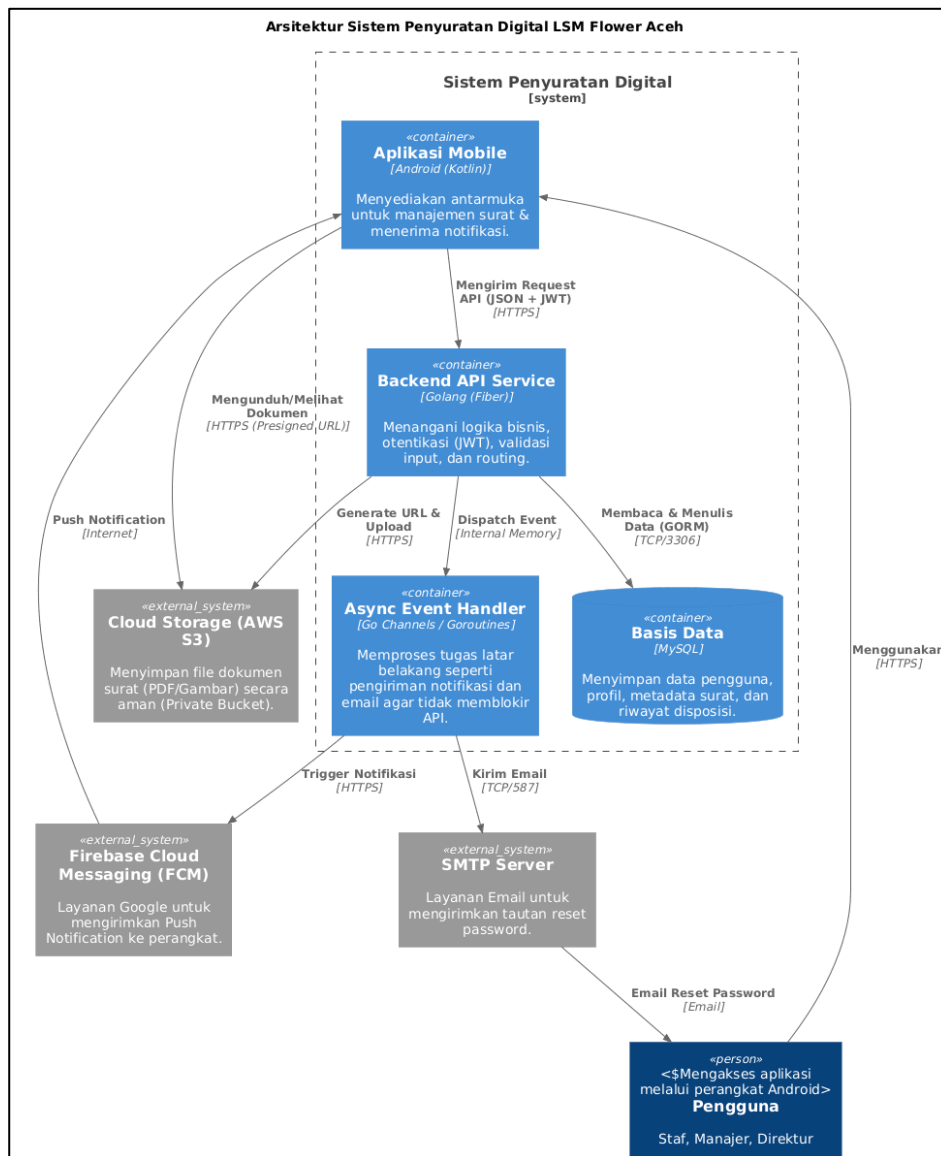 Arsitektur Sistem Penyuratan Digital LSM Flower Aceh
Sistem Penyuratan Digital
[system]
«container»
Aplikasi Mobile
[Android (Kotlin)]
Menyediakan antarmuka
untuk manajemen surat &
menerima notifikasi.
Mengirim Request
API (JSON + JWT)
[HTTPS]
«container»
Backend API Service
[Golang (Fiber)]
Menangani logika bisnis,
otentikasi (JWT), validasi
input, dan routing.
Mengunduh/Melihat
Dokumen
[HTTPS (Presigned URL)]
Push Notification
[Internet]
Generate URL &
Upload
[HTTPS]
Dispatch Event
[Internal Memory]
Membaca & Menulis
Data (GORM)
[TCP/3306]
Menggunakan
[HTTPS]
«external_system»
Cloud Storage (AWS
S3)
Menyimpan file dokumen
surat (PDF/Gambar) secara
aman (Private Bucket).
«container»
Async Event Handler
[Go Channels / Goroutines]
Memproses tugas latar
belakang seperti
pengiriman notifikasi dan
email agar tidak memblokir
API.
«container»
Basis Data
[MySQL]
Menyimpan data pengguna,
profil, metadata surat, dan
riwayat disposisi.
Trigger Notifikasi
[HTTPS]
Kirim Email
[TCP/587]
«external_system»
Firebase Cloud
Messaging (FCM)
Layanan Google untuk
mengirimkan Push
Notification ke perangkat.
«external_system»
SMTP Server
Layanan Email untuk
mengirimkan tautan reset
password.
Email Reset Password
[Email]
«person»
<$Mengakses aplikasi
melalui perangkat Android>
Pengguna
Staf, Manajer, Direktur